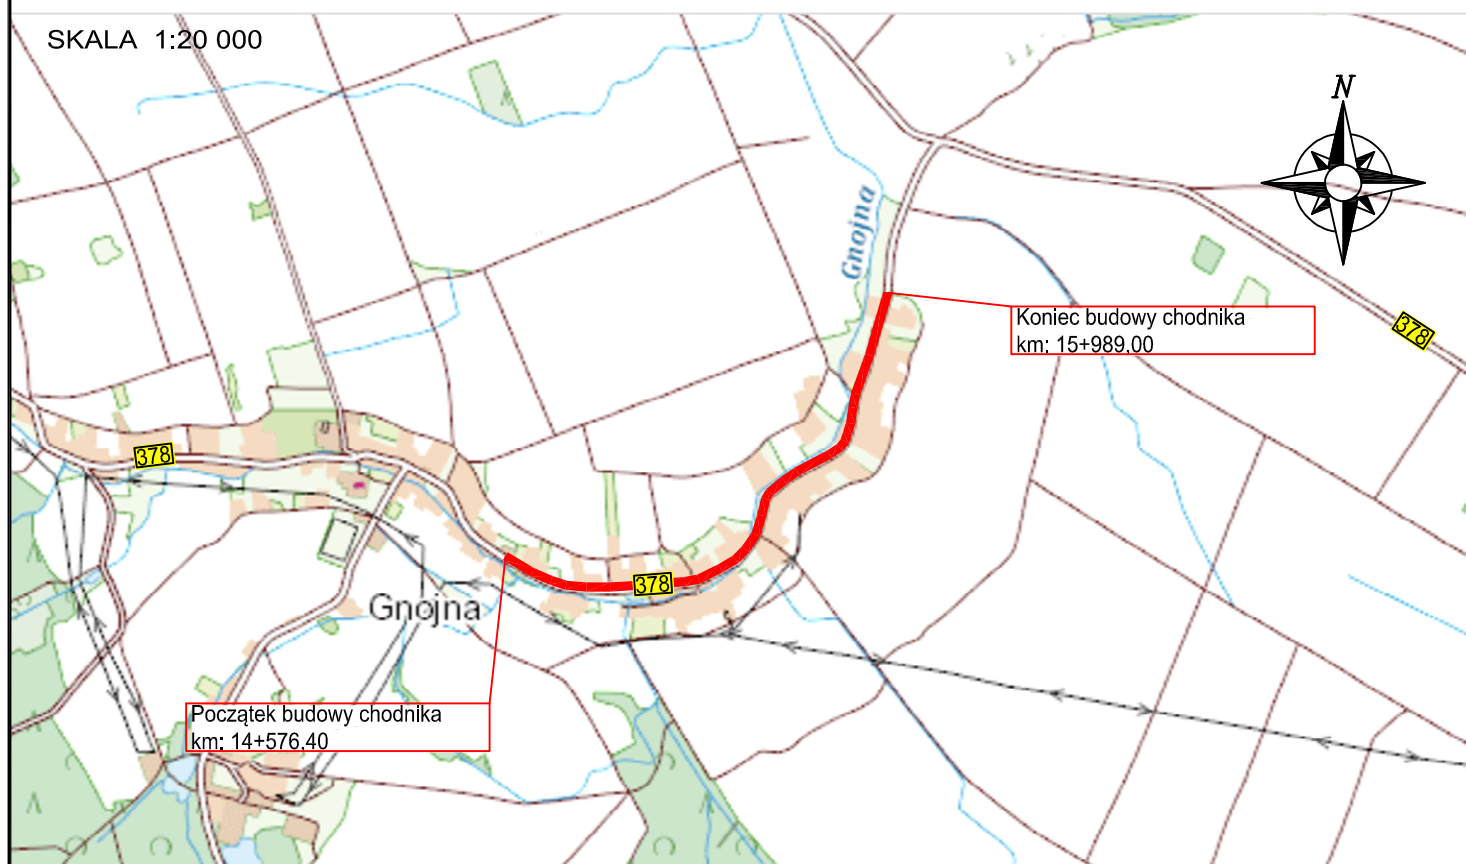 SKALA 1:20 000
N
Gnojna
Koniec budowy chodnika
km: 15+989,00
378
378
378
Gnojna
Początek budowy chodnika
km: 14+576,40